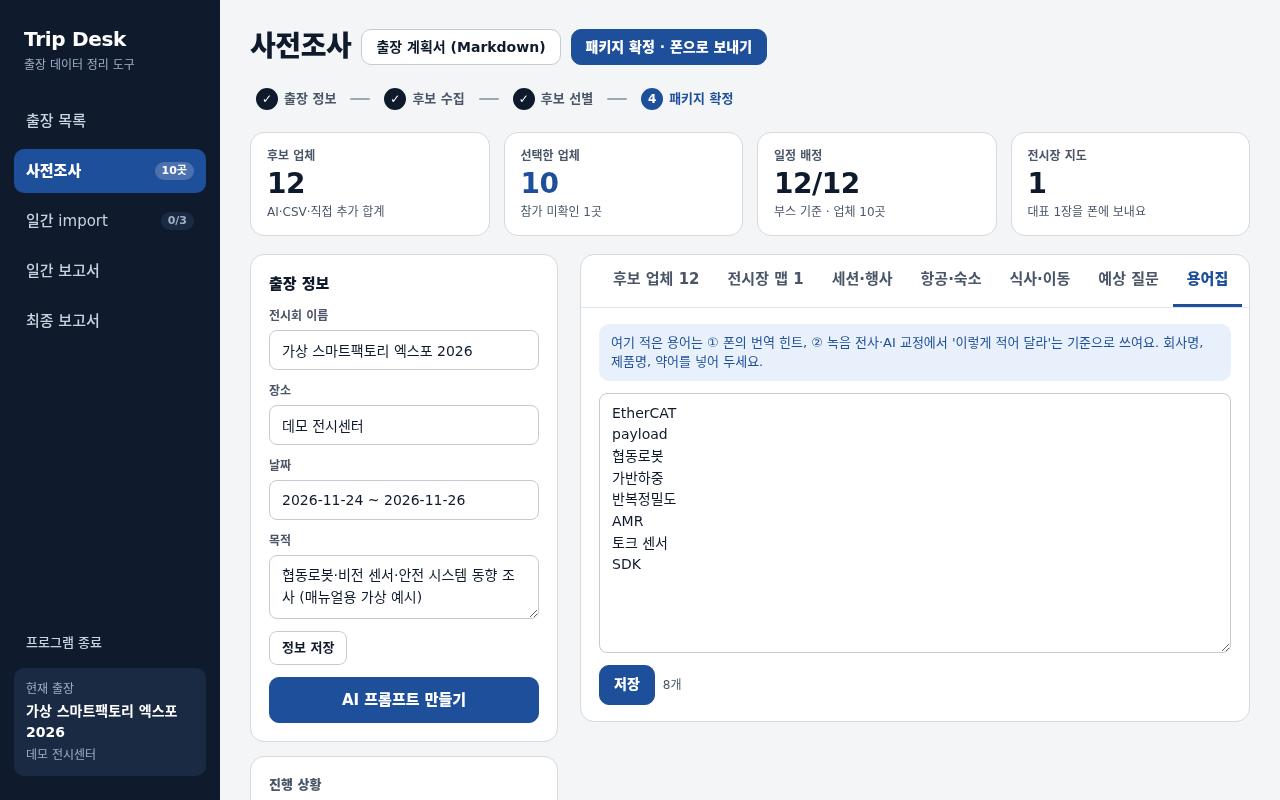 Trip Desk
출장 데이터 정리 도구
출장 목록
사전조사 10곳
일간 import 0/3
일간 보고서
최종 보고서
프로그램 종료
현재 출장
가상 스마트팩토리 엑스포
2026
데모 전시센터
사전조사 출장 계획서 (Markdown) 패키지 확정 · 폰으로 보내기
✓ 출장 정보 ✓ 후보 수집 ✓ 후보 선별 4 패키지 확정
후보 업체
12
AI·CSV·직접 추가 합계
선택한 업체
10
참가 미확인 1곳
일정 배정
12/12
부스 기준 · 업체 10곳
전시장 지도
1
대표 1장을 폰에 보내요
출장 정보
전시회 이름
가상 스마트팩토리 엑스포 2026
장소
데모 전시센터
날짜
2026-11-24 ~ 2026-11-26
목적
협동로봇·비전 센서·안전 시스템 동향 조
사 (매뉴얼용 가상 예시)
정보 저장
AI 프롬프트 만들기
진행 상황
후보 업체 12 전시장 맵 1 세션·행사 항공·숙소 식사·이동 예상 질문 용어집
여기 적은 용어는 ① 폰의 번역 힌트, ② 녹음 전사·AI 교정에서 '이렇게 적어 달라'는 기준으로 쓰여요. 회사명,
제품명, 약어를 넣어 두세요.
EtherCAT
payload
협동로봇
가반하중
반복정밀도
AMR
토크 센서
SDK
저장 8개